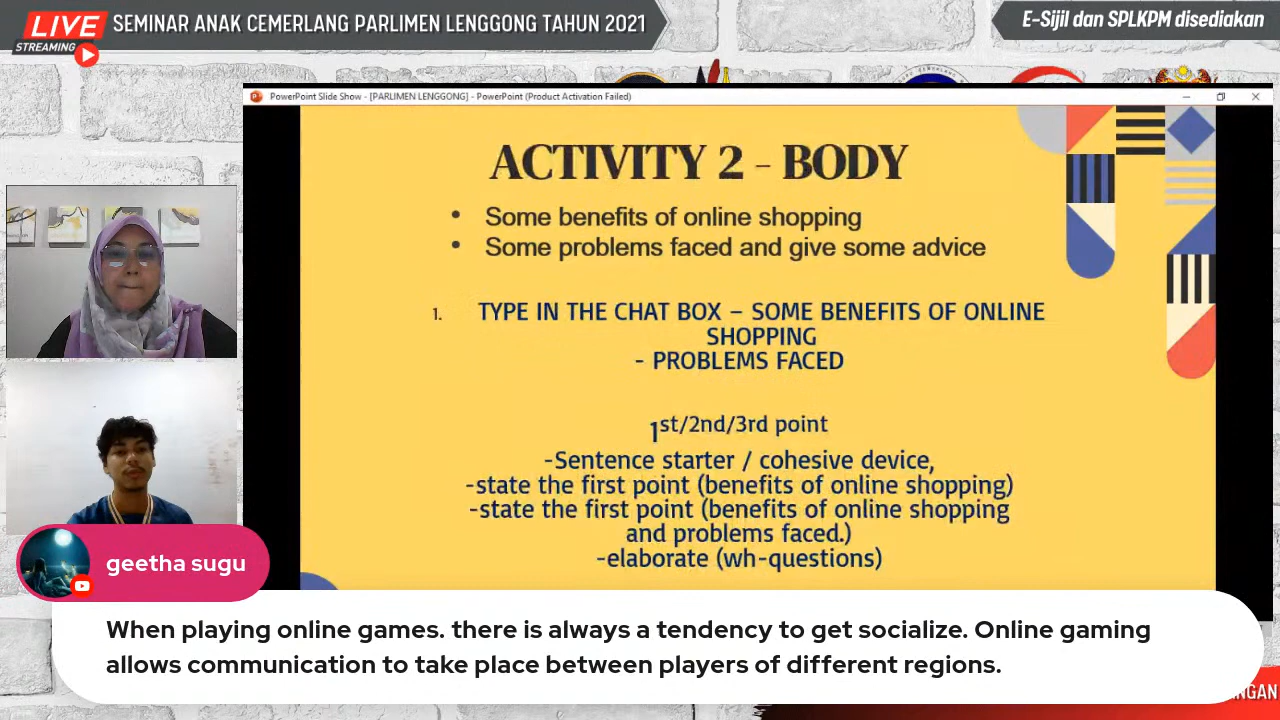 LIVE
STREAMING
SEMINAR ANAK CEMERLANG PARLIMEN LENGGONG TAHUN 2021
E-Sijil dan SPLKPM disediakan
PowerPoint Slide Show - [PARLIMEN LENGGONG] - PowerPoint (Product Activation Failed)
ACTIVITY 2 - BODY
• Some benefits of online shopping
• Some problems faced and give some advice
1. TYPE IN THE CHAT BOX – SOME BENEFITS OF ONLINE
SHOPPING
- PROBLEMS FACED
1st/2nd/3rd point
-Sentence starter / cohesive device,
-state the first point (benefits of online shopping)
-state the first point (benefits of online shopping
and problems faced.)
-elaborate (wh-questions)
geetha sugu
When playing online games. there is always a tendency to get socialize. Online gaming
allows communication to take place between players of different regions.